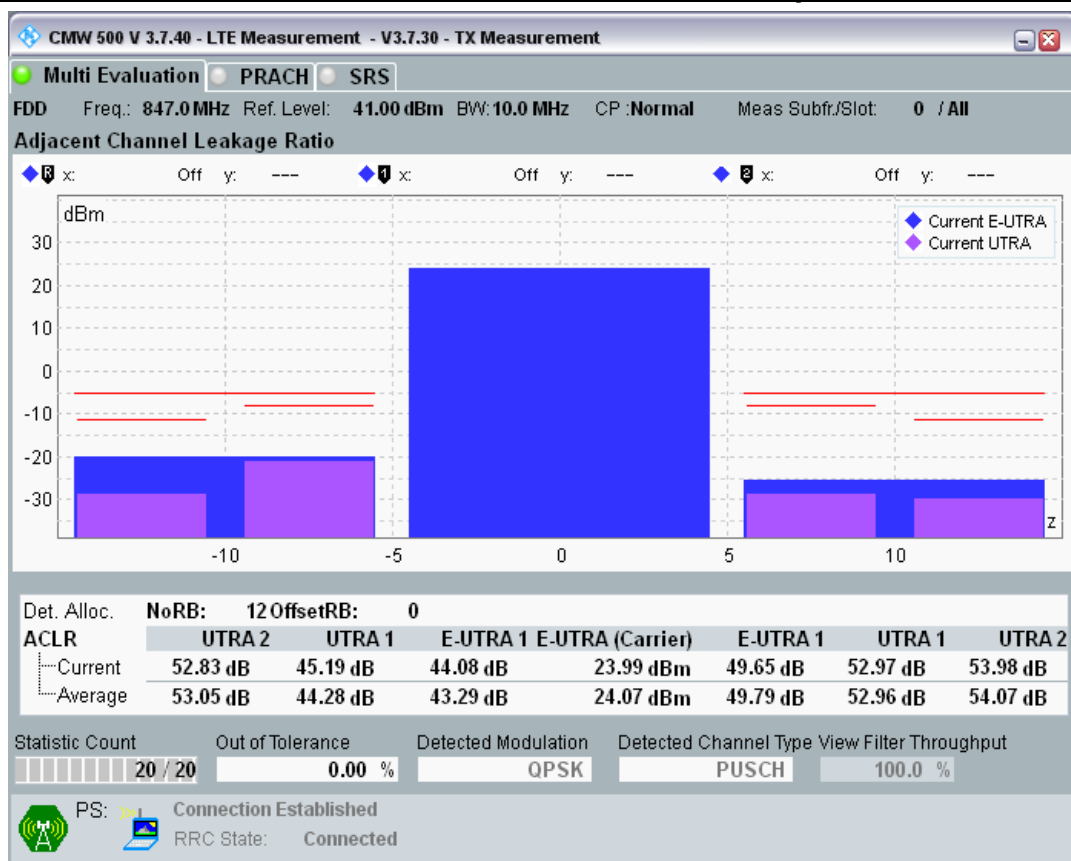 CMW 500 V 3.7.40 - LTE Measurement - V3.7.30 - TX Measurement
Multi Evaluation PRACH SRS
FDD Freq.: 847.0 MHz Ref. Level: 41.00 dBm BW: 10.0 MHz CP :Normal Meas Subfr./Slot: 0 / All
Adjacent Channel Leakage Ratio
R x: Off y: --- 1 x: Off y: --- 2 x: Off y: ---
dBm
Current E-UTRA
Current UTRA
30
20
10
0
-10
-20
-30
z
-10 -5 0 5 10
Det. Alloc. NoRB: 12 OffsetRB: 0
ACLR UTRA 2 UTRA 1 E-UTRA 1 E-UTRA (Carrier) E-UTRA 1 UTRA 1 UTRA 2
Current 52.83 dB 45.19 dB 44.08 dB 23.99 dBm 49.65 dB 52.97 dB 53.98 dB
Average 53.05 dB 44.28 dB 43.29 dB 24.07 dBm 49.79 dB 52.96 dB 54.07 dB
Statistic Count Out of Tolerance Detected Modulation Detected Channel Type View Filter Throughput
20 / 20 0.00 % QPSK PUSCH 100.0 %
PS: Connection Established
RRC State: Connected